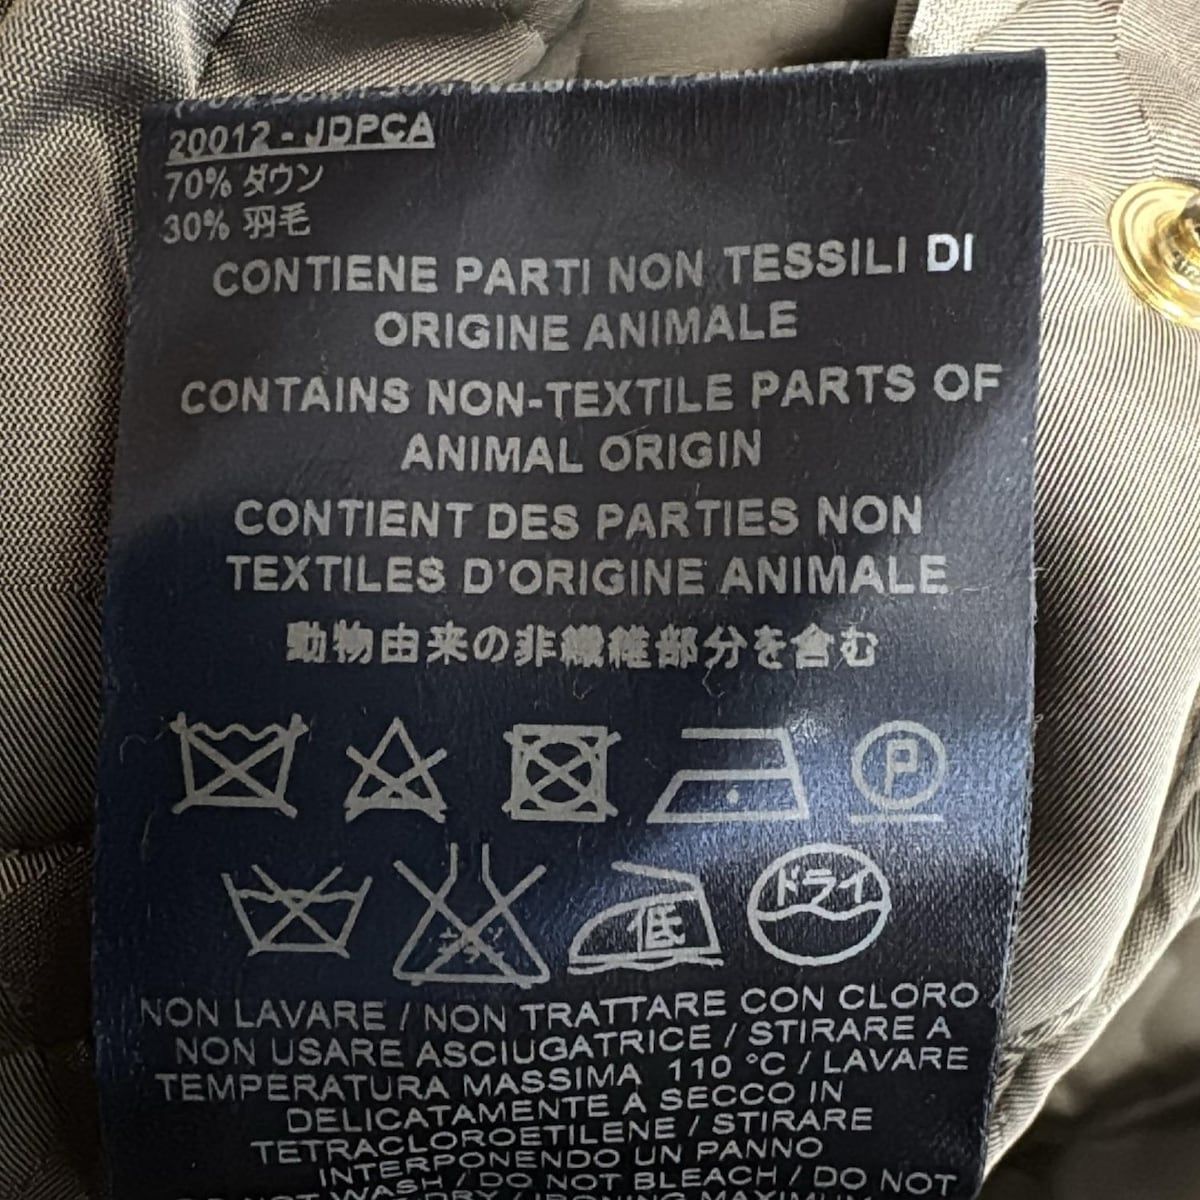 20012 - JDPCA
70% ダウン
30% 羽毛
CONTIENE PARTI NON TESSILI DI
ORIGINE ANIMALE
CONTAINS NON-TEXTILE PARTS OF
ANIMAL ORIGIN
CONTIENT DES PARTIES NON
TEXTILES D'ORIGINE ANIMALE
動物由来の非繊維部分を含む
P
低 ドライ
NON LAVARE / NON TRATTARE CON CLORO
NON USARE ASCIUGATRICE / STIRARE A
TEMPERATURA MASSIMA 110 °C / LAVARE
DELICATAMENTE A SECCO IN
TETRACLOROETILENE / STIRARE
INTERPONENDO UN PANNO
WASH / DO NOT BLEACH / DO NOT